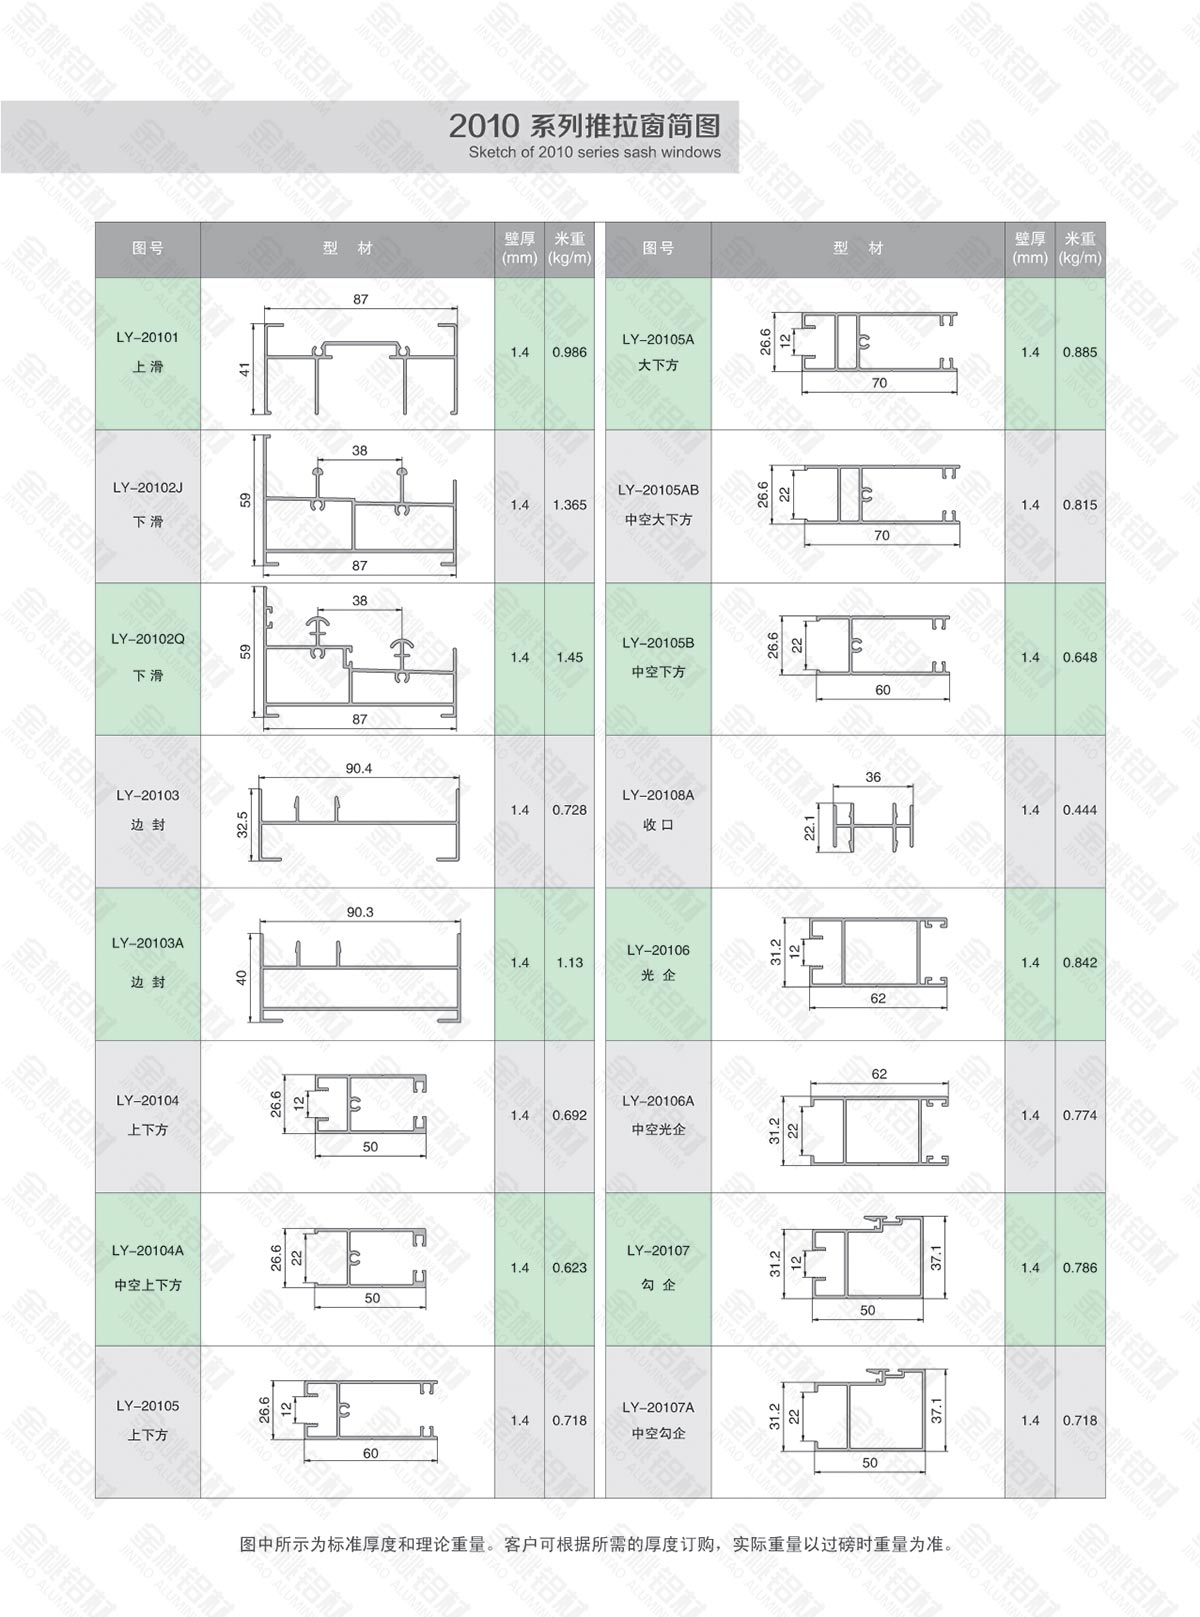 2010 系列推拉窗简图
Sketch of 2010 series sash windows
图号 型 材 壁厚(mm) 米重(kg/m) 图号 型 材 壁厚(mm) 米重(kg/m)
LY-20101
上 滑
87
41
1.4 0.986
LY-20105A
大下方
26.6
12
70
1.4 0.885
LY-20102J
下 滑
38
59
87
1.4 1.365
LY-20105AB
中空大下方
26.6
22
70
1.4 0.815
LY-20102Q
下 滑
38
59
87
1.4 1.45
LY-20105B
中空下方
26.6
22
60
1.4 0.648
LY-20103
边 封
90.4
32.5
1.4 0.728
LY-20108A
收 口
36
22.1
1.4 0.444
LY-20103A
边 封
90.3
40
1.4 1.13
LY-20106
光 企
31.2
12
62
1.4 0.842
LY-20104
上下方
26.6
12
50
1.4 0.692
LY-20106A
中空光企
62
31.2
22
1.4 0.774
LY-20104A
中空上下方
26.6
22
50
1.4 0.623
LY-20107
勾 企
31.2
12
37.1
50
1.4 0.786
LY-20105
上下方
26.6
12
60
1.4 0.718
LY-20107A
中空勾企
31.2
22
37.1
50
1.4 0.718
图中所示为标准厚度和理论重量。客户可根据所需的厚度订购，实际重量以过磅时重量为准。
金桃铝材
JINTAO ALUMINIUM